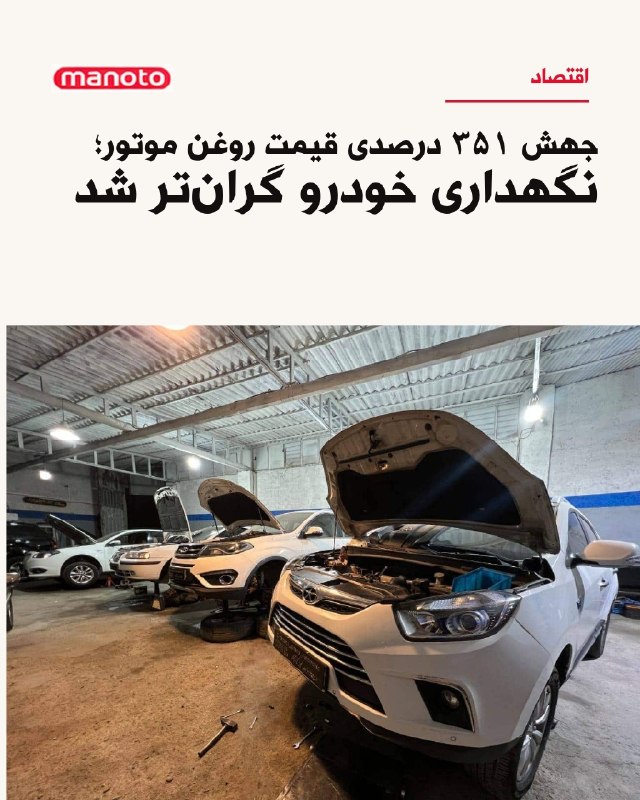 manoto
اقتصاد
جهش ۳۵۱ درصدی قیمت روغن موتور؛
نگهداری خودرو گران‌تر شد